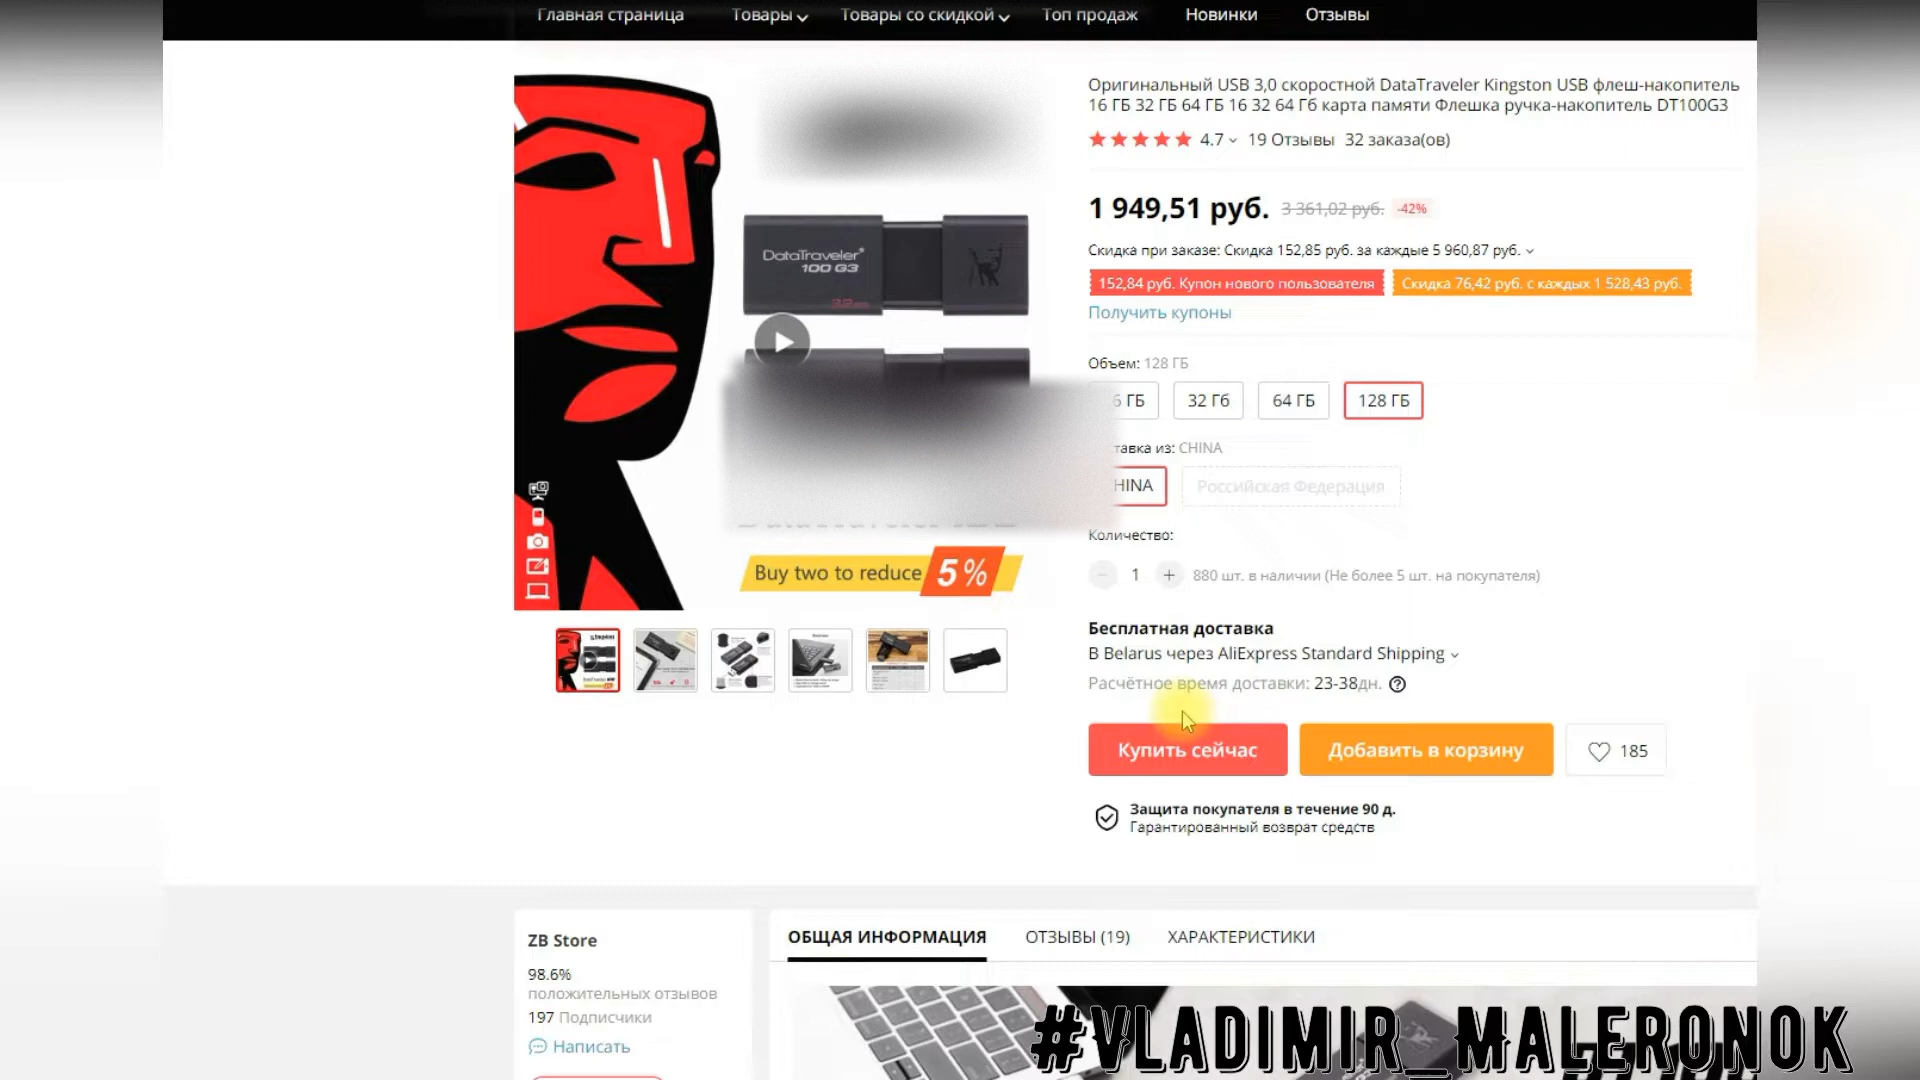 Главная страница
Товары
Товары со скидкой
Топ продаж
Новинки
Отзывы
Оригинальный USB 3,0 скоростной DataTraveler Kingston USB флеш-накопитель
16 ГБ 32 ГБ 64 ГБ 16 32 64 Гб карта памяти Флешка ручка-накопитель DT100G3
4.7
19 Отзывы
32 заказа(ов)
1 949,51 руб.
3 361,02 руб.
-42%
Скидка при заказе: Скидка 152,85 руб. за каждые 5 960,87 руб.
152,84 руб. Купон нового пользователя
Скидка 76,42 руб. с каждых 1 528,43 руб.
Получить купоны
DataTraveler
100 G3
Объем: 128 ГБ
6 ГБ
32 Гб
64 ГБ
128 ГБ
тавка из: CHINA
HINA
Российская Федерация
Количество:
1
880 шт. в наличии (Не более 5 шт. на покупателя)
Buy two to reduce 5%
Бесплатная доставка
В Belarus через AliExpress Standard Shipping
Расчётное время доставки: 23-38дн.
Купить сейчас
Добавить в корзину
185
Защита покупателя в течение 90 д.
Гарантированный возврат средств
ZB Store
98.6%
положительных отзывов
197 Подписчики
Написать
ОБЩАЯ ИНФОРМАЦИЯ
ОТЗЫВЫ (19)
ХАРАКТЕРИСТИКИ
#VLADIMIR_MALERONOK